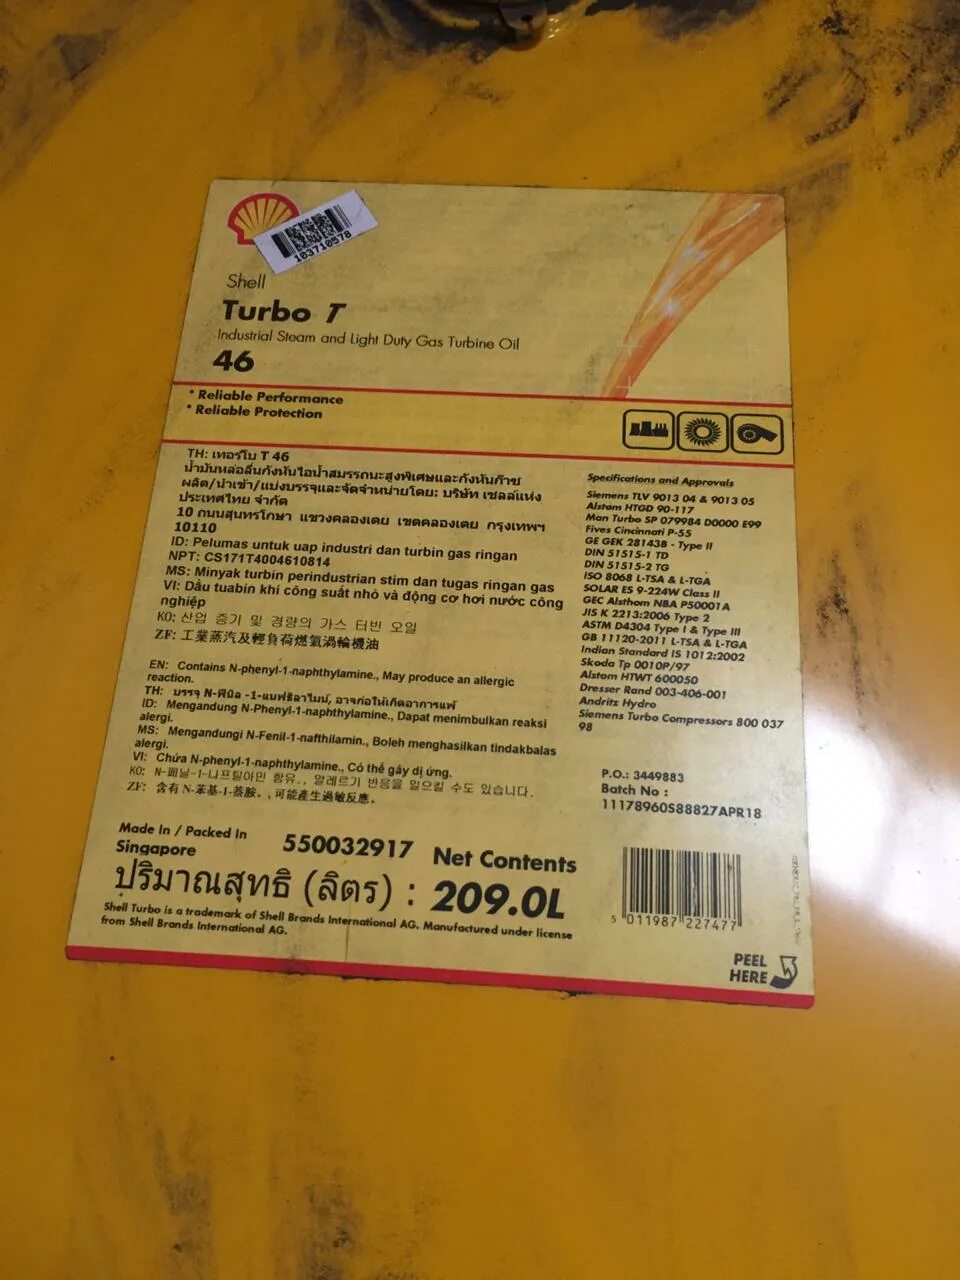 103710578
Shell
Turbo T
Industrial Steam and Light Duty Gas Turbine Oil
46
* Reliable Performance
* Reliable Protection
TH: เทอร์โบ T 46
น้ำมันหล่อลื่นกังหันไอน้ำสมรรถนะสูงพิเศษและกังหันก๊าซ
ผลิต/นำเข้า/แบ่งบรรจุและจัดจำหน่ายโดย: บริษัท เชลล์แห่ง
ประเทศไทย จำกัด
10 ถนนสุนทรโกษา แขวงคลองเตย เขตคลองเตย กรุงเทพฯ
10110
ID: Pelumas untuk uap industri dan turbin gas ringan
NPT: CS171T4004610814
MS: Minyak turbin perindustrian stim dan tugas ringan gas
VI: Dầu tuabin khí công suất nhỏ và động cơ hơi nước công
nghiệp
KO: 산업 증기 및 경량의 가스 터빈 오일
ZF: 工業蒸汽及輕負荷燃氣渦輪機油
EN: Contains N-phenyl-1-naphthylamine., May produce an allergic
reaction.
TH: บรรจุ N-ฟีนิล -1-แนฟธิลาไมน์, อาจก่อให้เกิดอาการแพ้
ID: Mengandung N-Phenyl-1-naphthylamine., Dapat menimbulkan reaksi
alergi.
MS: Mengandungi N-Fenil-1-nafthilamin., Boleh menghasilkan tindakbalas
alergi.
VI: Chứa N-phenyl-1-naphthylamine., Có thể gây dị ứng.
KO: N-페닐-1-나프틸아민 함유., 알레르기 반응을 일으킬 수도 있습니다.
ZF: 含有 N-苯基-1-萘胺。, 可能產生過敏反應。
Specifications and Approvals
Siemens TLV 9013 04 & 9013 05
Alstom HTGD 90-117
Man Turbo SP 079984 D0000 E99
Fives Cincinnati P-55
GE GEK 28143B - Type II
DIN 51515-1 TD
DIN 51515-2 TG
ISO 8068 L-TSA & L-TGA
SOLAR ES 9-224W Class II
GEC Alsthom NBA P50001A
JIS K 2213:2006 Type 2
ASTM D4304 Type I & Type III
GB 11120-2011 L-TSA & L-TGA
Indian Standard IS 1012:2002
Skoda Tp 0010P/97
Alstom HTWT 600050
Dresser Rand 003-406-001
Andritz Hydro
Siemens Turbo Compressors 800 037
98
P.O.: 3449883
Batch No :
11178960S88827APR18
Made In / Packed In
Singapore
550032917 Net Contents
ปริมาณสุทธิ (ลิตร) : 209.0L
Shell Turbo is a trademark of Shell Brands International AG. Manufactured under license
from Shell Brands International AG.
5 011987 227477
PEEL
HERE